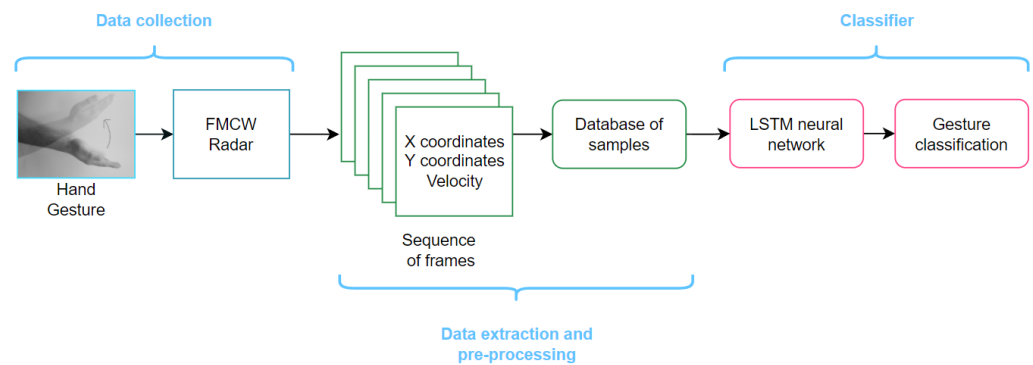 Data collection
Classifier
Hand
Gesture
FMCW
Radar
X coordinates
Y coordinates
Velocity
Sequence
of frames
Database of
samples
LSTM neural
network
Gesture
classification
Data extraction and
pre-processing